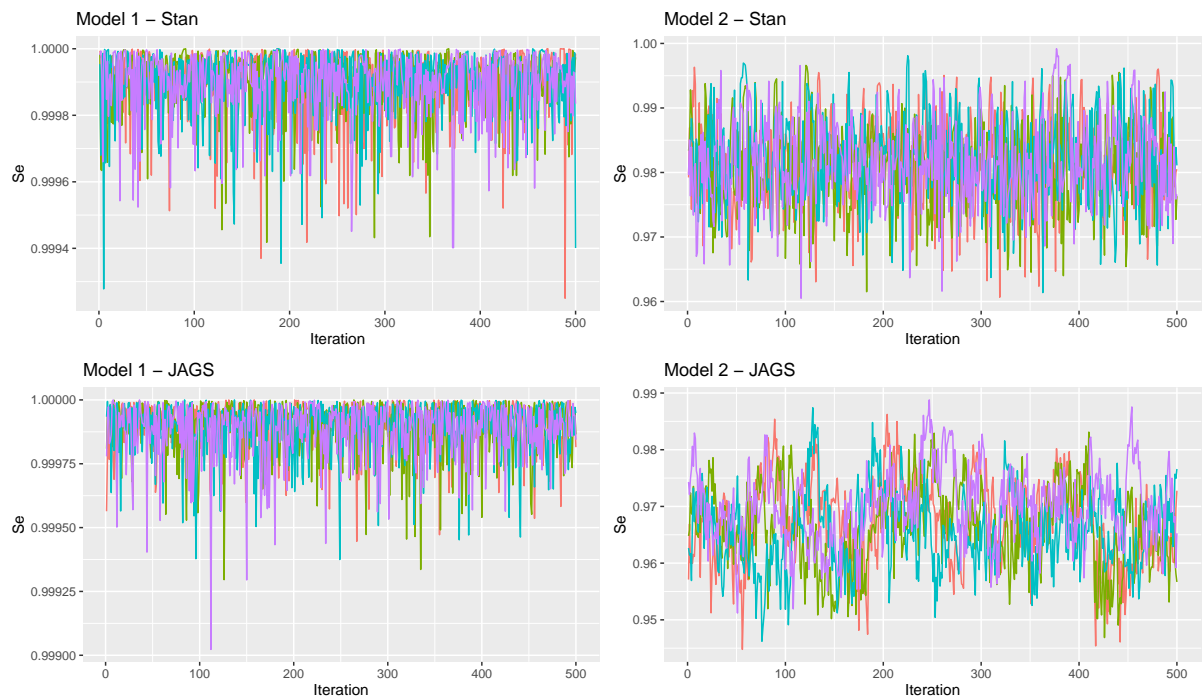 Model 1 – Stan
1.0000
0.9998
0.9996
0.9994
Se
0 100 200 300 400 500
Iteration
Model 2 – Stan
1.00
0.99
0.98
0.97
0.96
Se
0 100 200 300 400 500
Iteration
Model 1 – JAGS
1.00000
0.99975
0.99950
0.99925
0.99900
Se
0 100 200 300 400 500
Iteration
Model 2 – JAGS
0.99
0.98
0.97
0.96
0.95
Se
0 100 200 300 400 500
Iteration